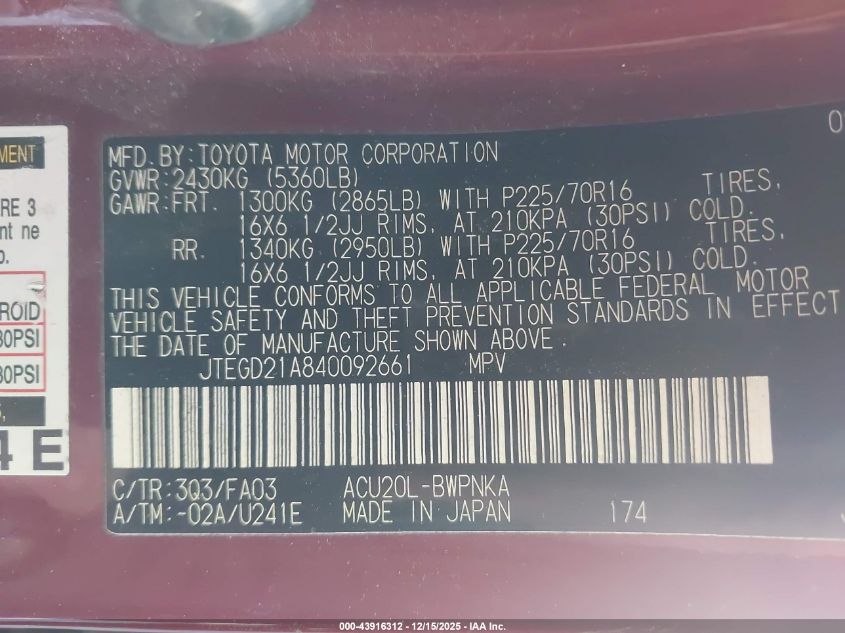 MENT
RE 3
nt ne
o.
ROID
30PSI
30PSI
4 E
0
MFD.BY:TOYOTA MOTOR CORPORATION
GVWR:2430KG (5360LB)
GAWR:FRT. 1300KG (2865LB) WITH P225/70R16 TIRES,
16X6 1/2JJ RIMS, AT 210KPA (30PSI) COLD.
RR. 1340KG (2950LB) WITH P225/70R16 TIRES,
16X6 1/2JJ RIMS, AT 210KPA (30PSI) COLD.
THIS VEHICLE CONFORMS TO ALL APPLICABLE FEDERAL MOTOR
VEHICLE SAFETY AND THEFT PREVENTION STANDARDS IN EFFECT
THE DATE OF MANUFACTURE SHOWN ABOVE.
JTEGD21A840092661 MPV
C/TR:3Q3/FA03 ACU20L-BWPNKA
A/TM:-02A/U241E MADE IN JAPAN 174
000-43916312 - 12/15/2025 - IAA Inc.